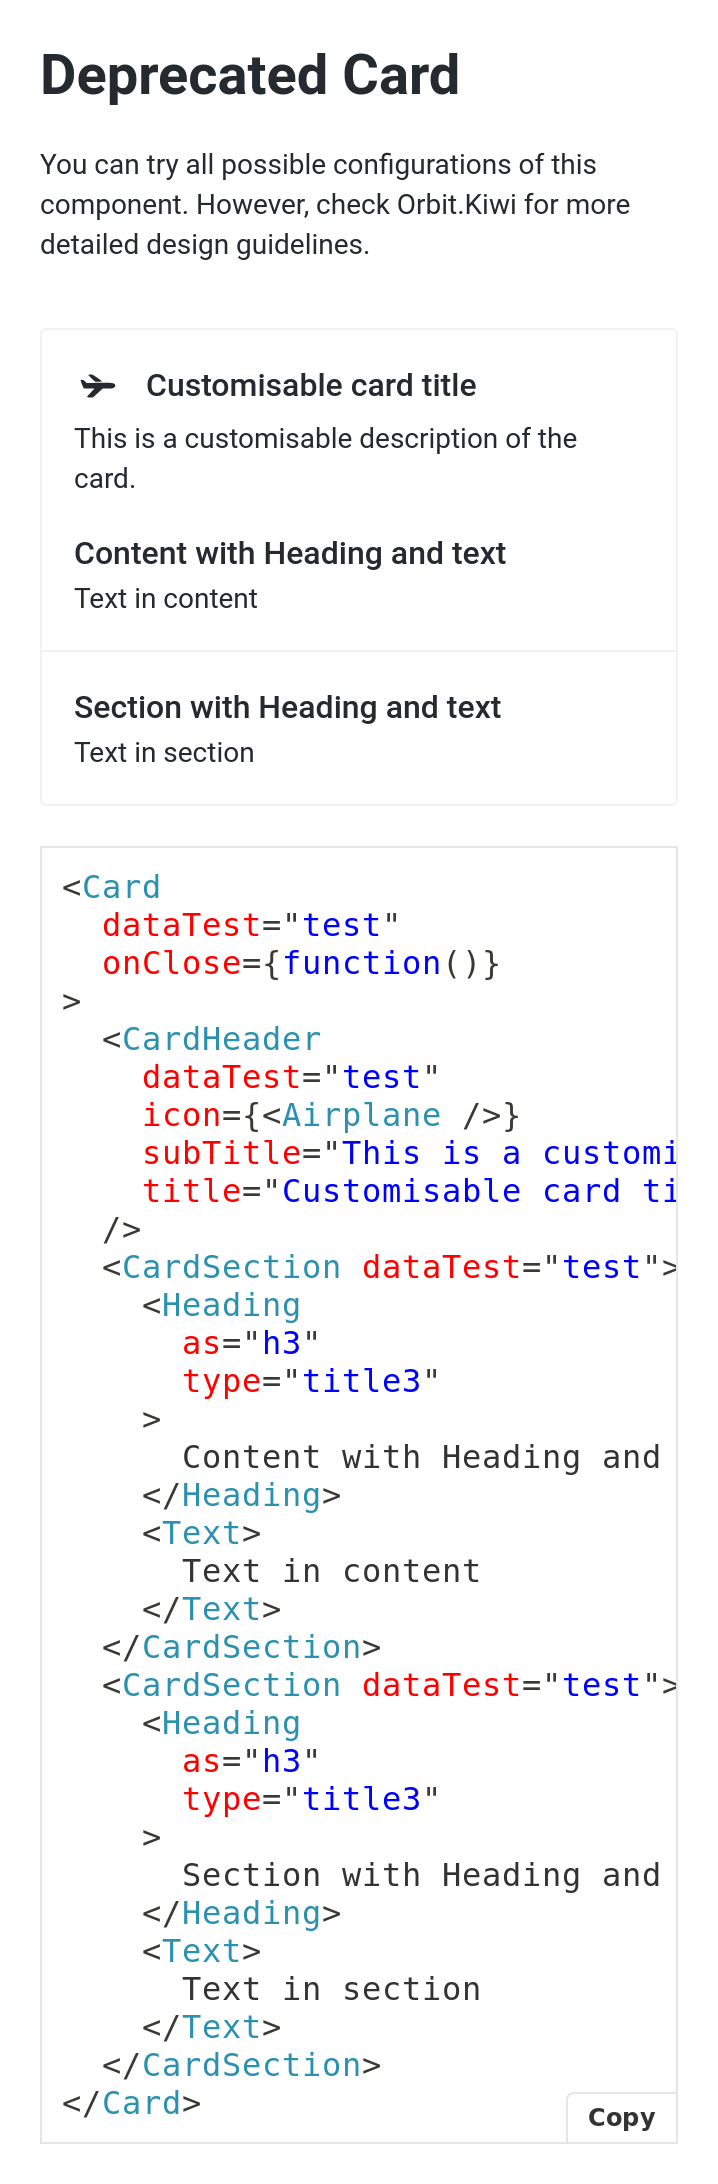 Deprecated Card
You can try all possible configurations of this
component. However, check Orbit.Kiwi for more
detailed design guidelines.
Customisable card title
This is a customisable description of the
card.
Content with Heading and text
Text in content
Section with Heading and text
Text in section
<Card
  dataTest="test"
  onClose={function()}
>
  <CardHeader
    dataTest="test"
    icon={<Airplane />}
    subTitle="This is a customi
    title="Customisable card ti
  />
  <CardSection dataTest="test">
    <Heading
      as="h3"
      type="title3"
    >
      Content with Heading and
    </Heading>
    <Text>
      Text in content
    </Text>
  </CardSection>
  <CardSection dataTest="test">
    <Heading
      as="h3"
      type="title3"
    >
      Section with Heading and
    </Heading>
    <Text>
      Text in section
    </Text>
  </CardSection>
</Card>
Copy